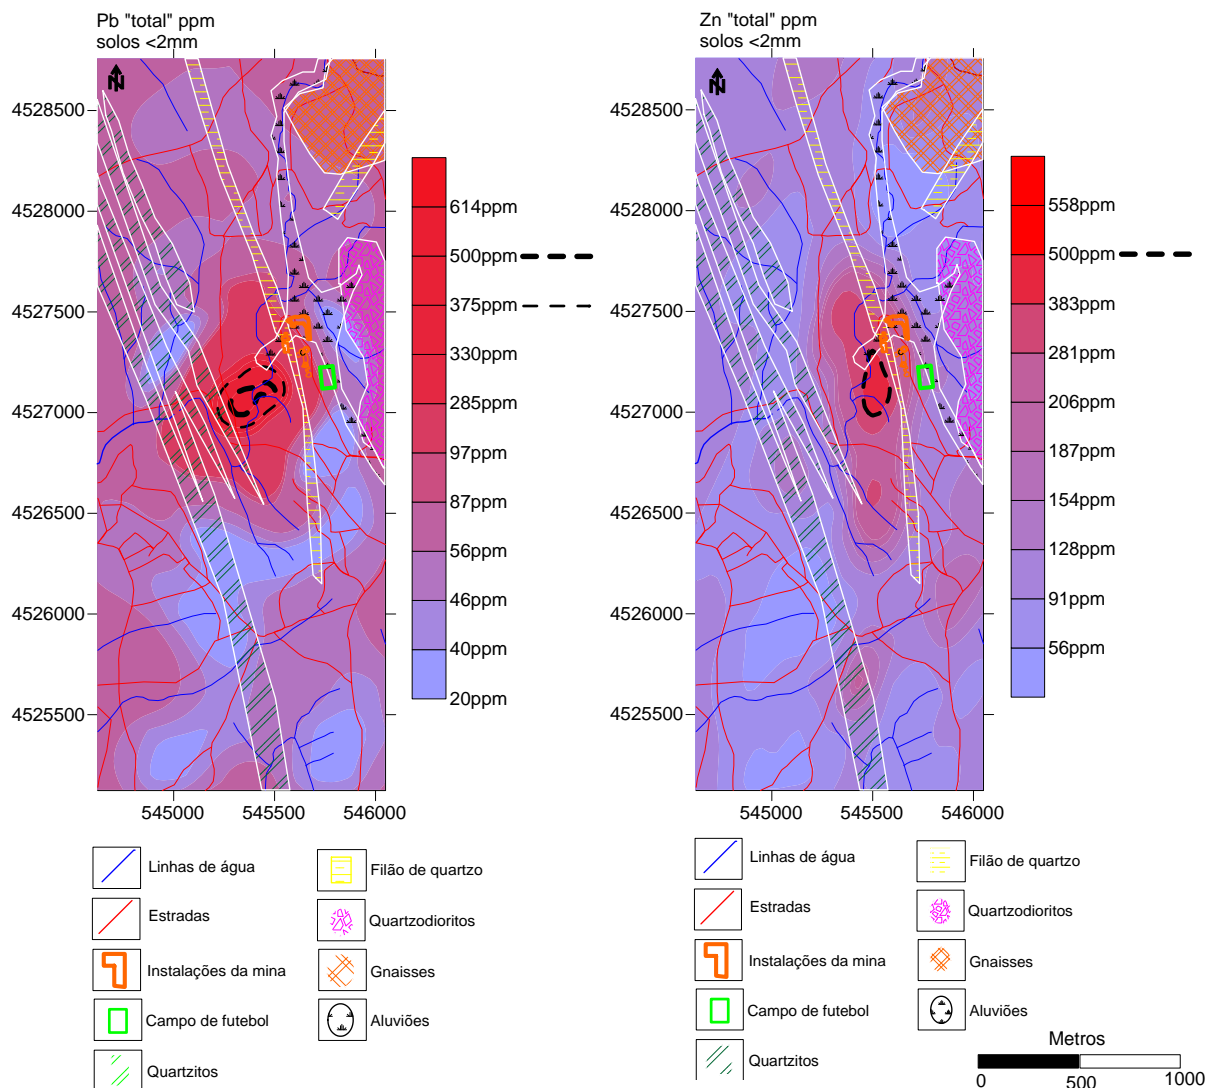 Pb "total" ppm
solos <2mm
N
4528500
4528000
4527500
4527000
4526500
4526000
4525500
545000
545500
546000
614ppm
500ppm
375ppm
330ppm
285ppm
97ppm
87ppm
56ppm
46ppm
40ppm
20ppm
Linhas de água
Estradas
Instalações da mina
Campo de futebol
Quartzitos
Filão de quartzo
Quartzodioritos
Gnaisses
Aluviões
Zn "total" ppm
solos <2mm
N
4528500
4528000
4527500
4527000
4526500
4526000
4525500
545000
545500
546000
558ppm
500ppm
383ppm
281ppm
206ppm
187ppm
154ppm
128ppm
91ppm
56ppm
Linhas de água
Estradas
Instalações da mina
Campo de futebol
Quartzitos
Filão de quartzo
Quartzodioritos
Gnaisses
Aluviões
Metros
0
500
1000